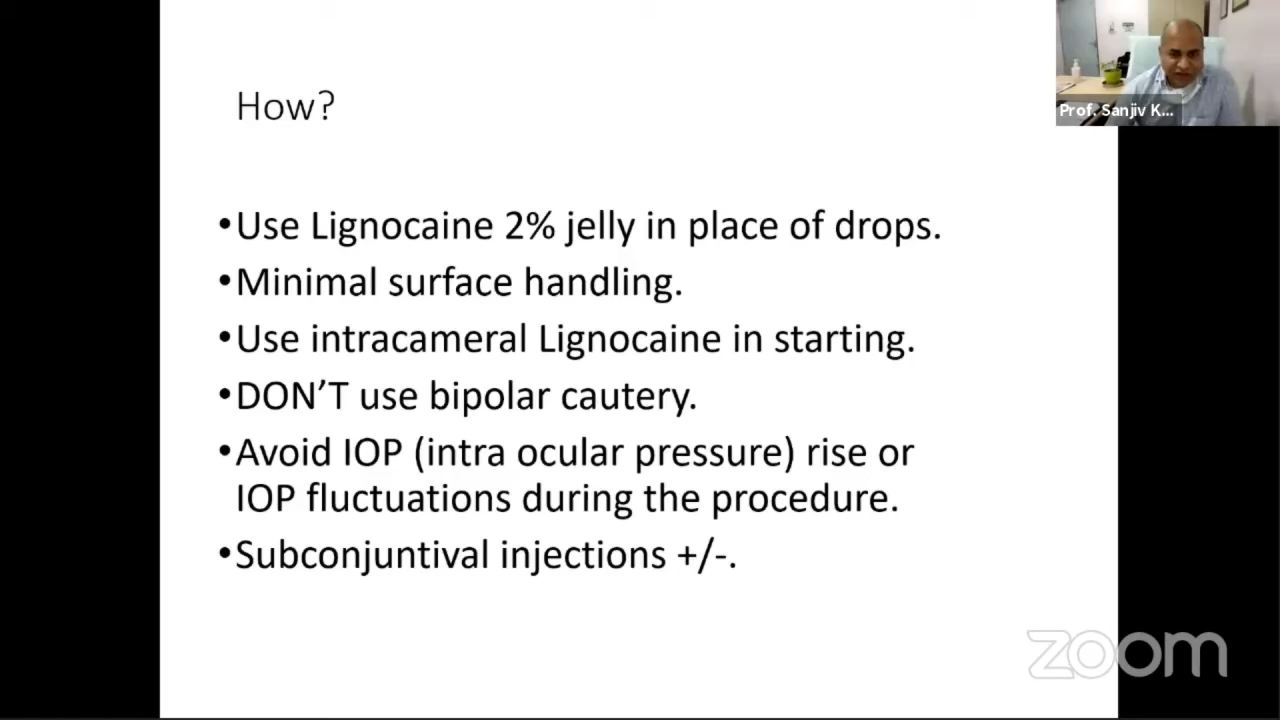 How?
Prof. Sanjiv K...
•Use Lignocaine 2% jelly in place of drops.
•Minimal surface handling.
•Use intracameral Lignocaine in starting.
•DON’T use bipolar cautery.
•Avoid IOP (intra ocular pressure) rise or
IOP fluctuations during the procedure.
•Subconjuntival injections +/-.
zoom